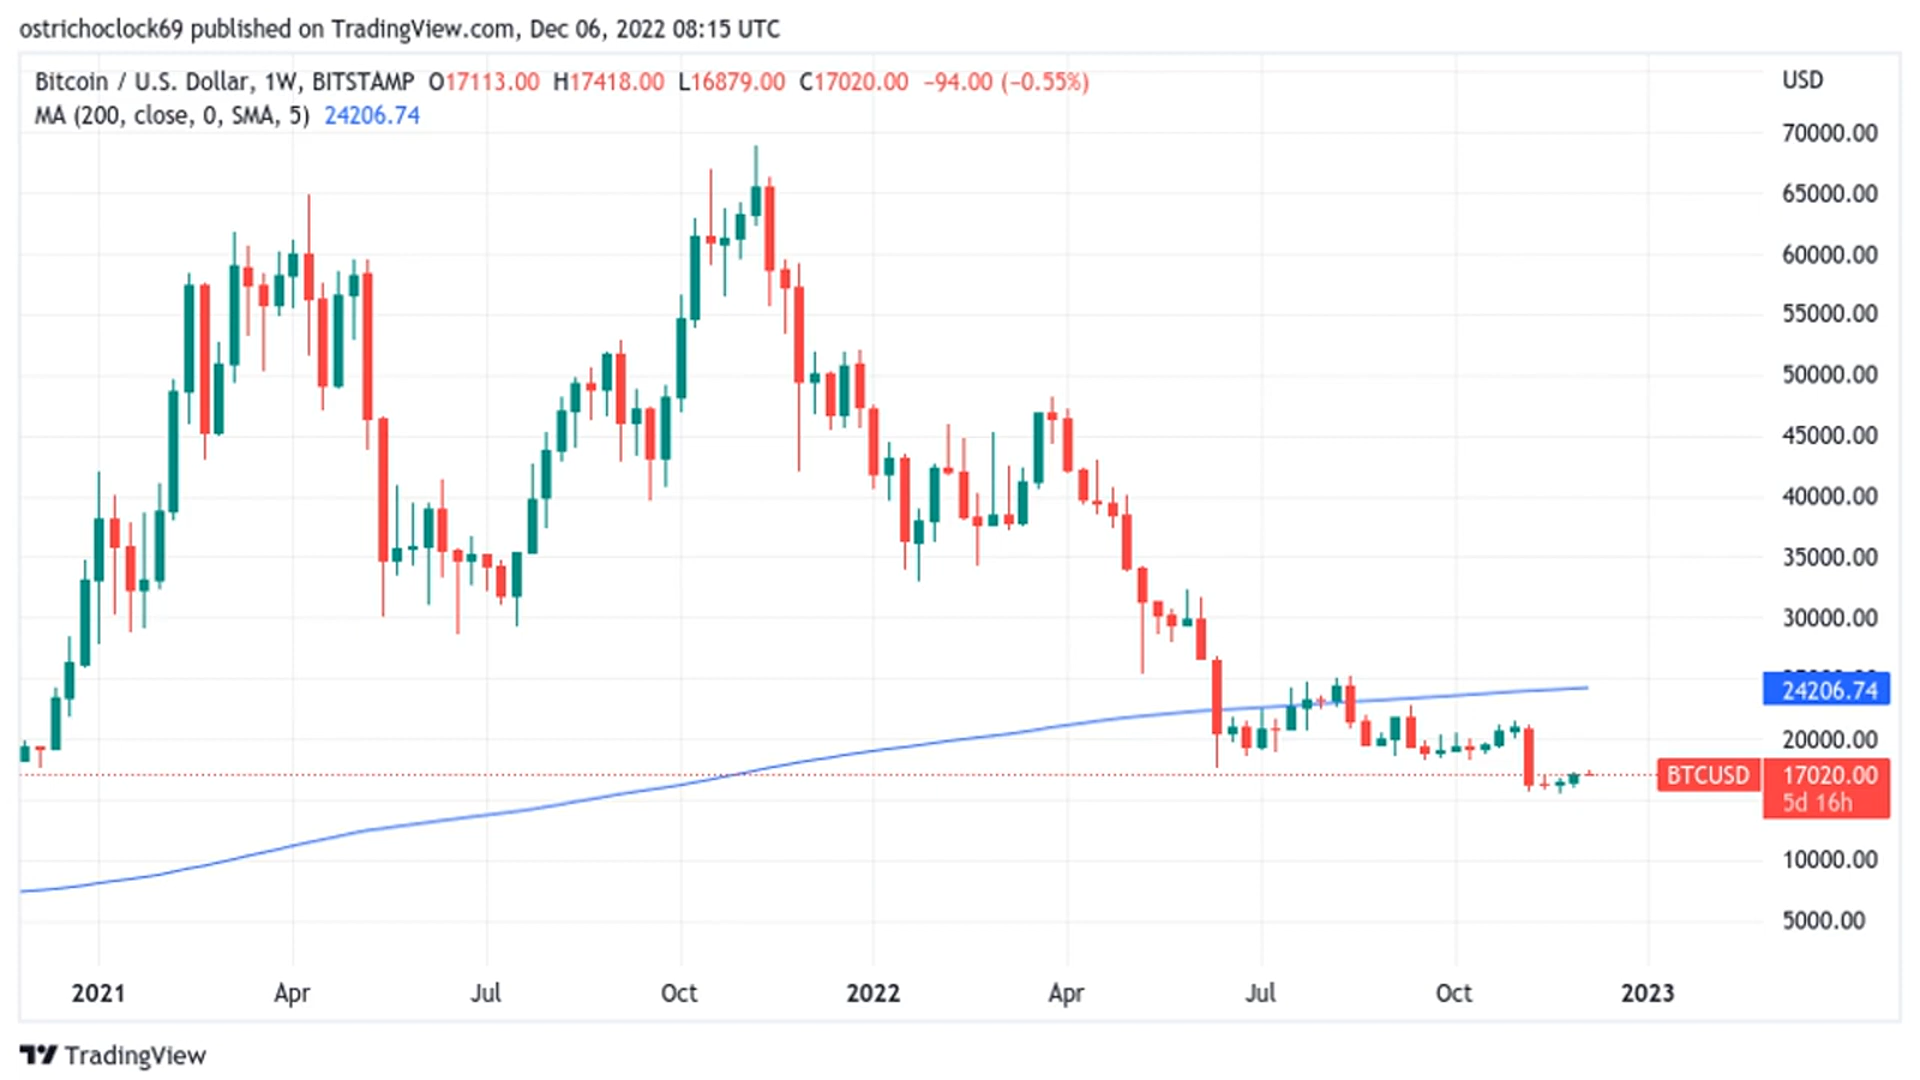 ostrichoclock69 published on TradingView.com, Dec 06, 2022 08:15 UTC
Bitcoin / U.S. Dollar, 1W, BITSTAMP O17113.00 H17418.00 L16879.00 C17020.00 −94.00 (−0.55%)
MA (200, close, 0, SMA, 5) 24206.74
USD
70000.00
65000.00
60000.00
55000.00
50000.00
45000.00
40000.00
35000.00
30000.00
24206.74
20000.00
BTCUSD 17020.00
5d 16h
10000.00
5000.00
2021 Apr Jul Oct 2022 Apr Jul Oct 2023
TradingView